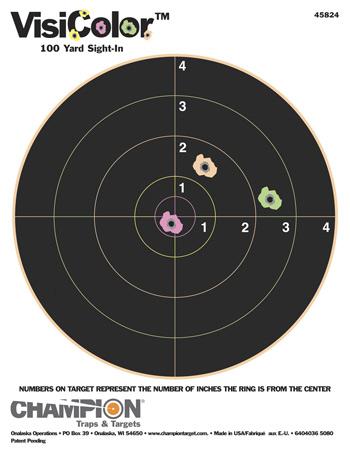 VisiColor™
45824
100 Yard Sight-In
4
3
2
1
1 2 3 4
NUMBERS ON TARGET REPRESENT THE NUMBER OF INCHES THE RING IS FROM THE CENTER
CHAMPION®
Traps & Targets
Onalaska Operations • PO Box 39 • Onalaska, WI 54650 • www.championtarget.com. • Made in USA/Fabriqué aux E.-U. • 6404036 5080
Patent Pending